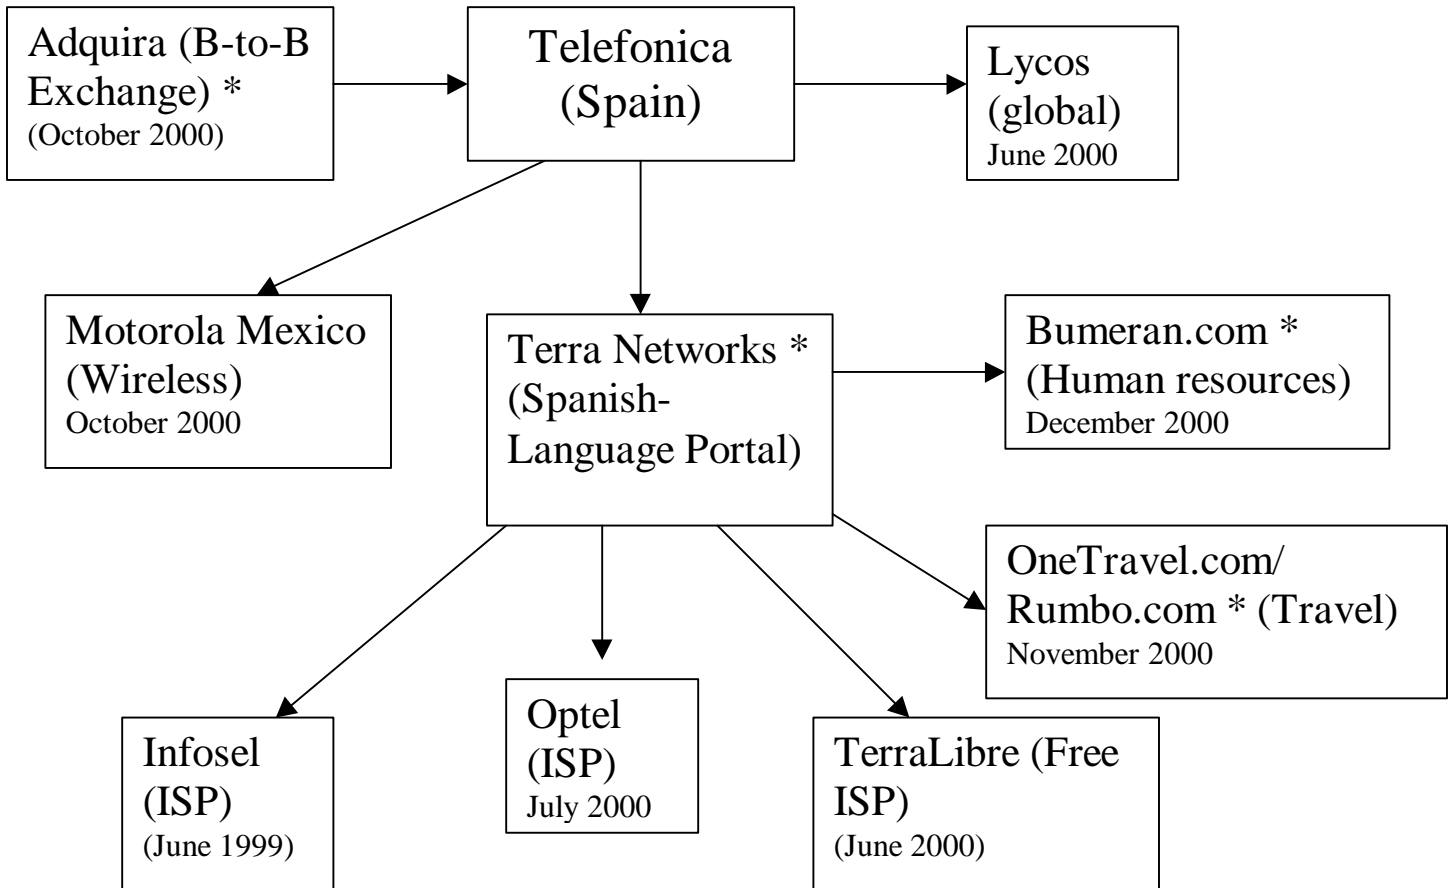 Adquira (B-to-B
Exchange) *
(October 2000)
Telefonica
(Spain)
Lycos
(global)
June 2000
Motorola Mexico
(Wireless)
October 2000
Terra Networks *
(Spanish-
Language Portal)
Bumeran.com *
(Human resources)
December 2000
OneTravel.com/
Rumbo.com * (Travel)
November 2000
Infosel
(ISP)
(June 1999)
Optel
(ISP)
July 2000
TerraLibre (Free
ISP)
(June 2000)